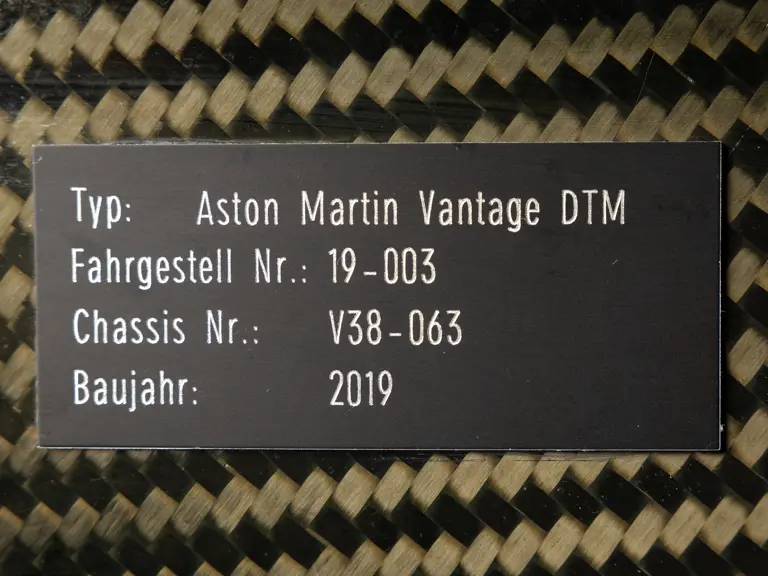 Typ: Aston Martin Vantage DTM
Fahrgestell Nr.: 19-003
Chassis Nr.: V38-063
Baujahr: 2019